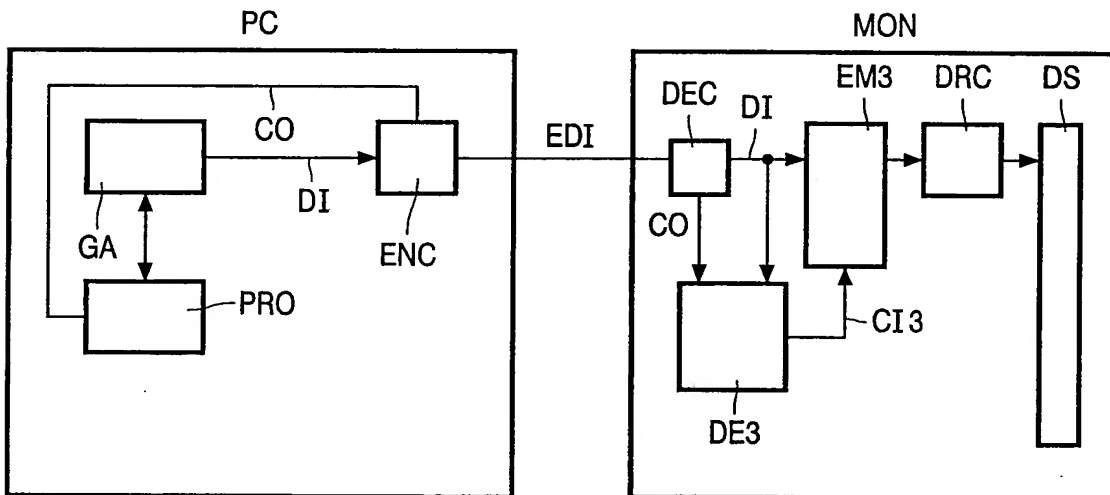 PC
MON
CO
GA
DI
ENC
PRO
EDI
DEC
DI
EM3
DRC
DS
CO
CI3
DE3